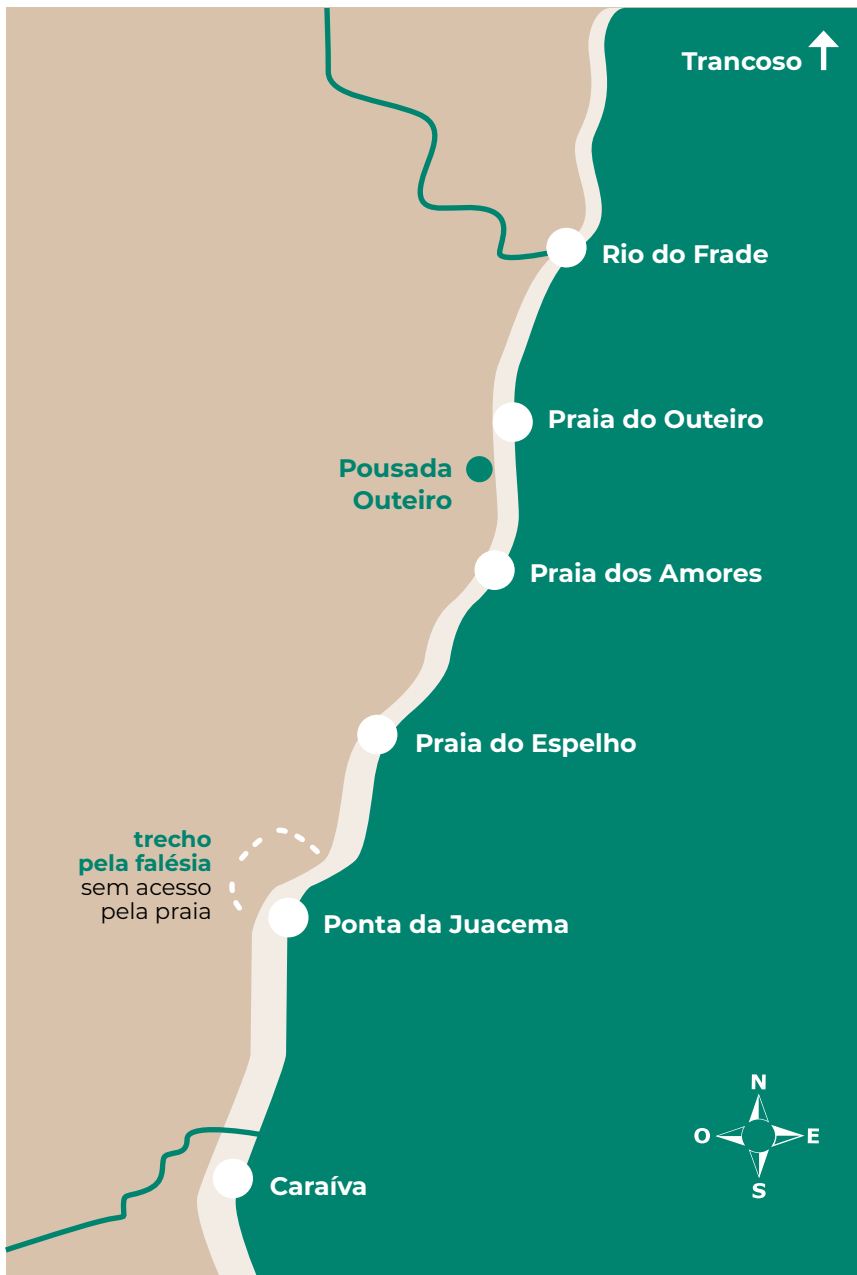 Trancoso
Rio do Frade
Praia do Outeiro
Pousada
Outeiro
Praia dos Amores
Praia do Espelho
trecho
pela falésia
sem acesso
pela praia
Ponta da Juacema
N
O
E
S
Caraíva